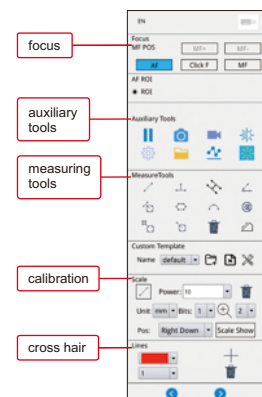 EN
Focus
MF POS
MF+
MF-
AF
Click F
MF
AF ROI
ROI
Auxiliary Tools
MeasureTools
Custom Template
Name
default
Scale
Power:
10
Unit
mm
Bits:
1
2
Pos:
Right Down
Scale Show
Lines
1
focus
auxiliary
tools
measuring
tools
calibration
cross hair